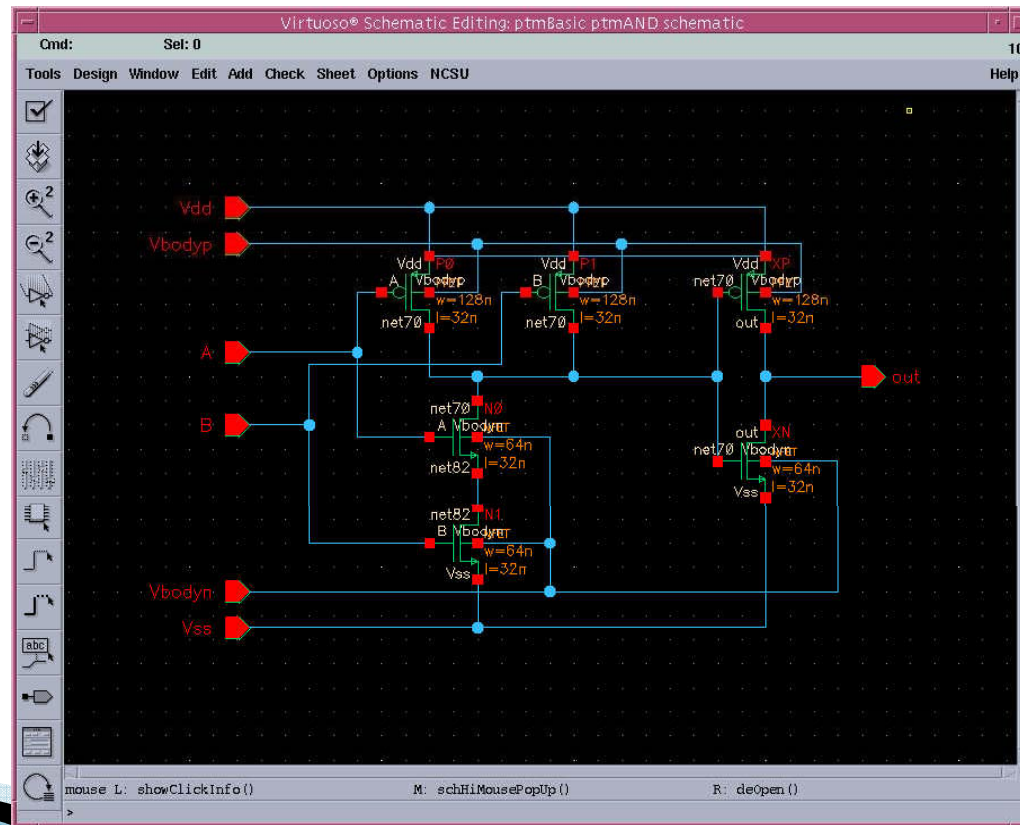 Virtuoso® Schematic Editing: ptmBasic ptmAND schematic
Cmd: Sel: 0
Tools Design Window Edit Add Check Sheet Options NCSU Help
Vdd
Vbodyp
Vdd P0
A Vbodyp
w=128n
l=32n
net70
Vdd P1
B Vbodyp
w=128n
l=32n
net70
Vdd XP
net70 Vbodyp
w=128n
l=32n
out
A
out
B
net70 N0
A Vbodyn
w=64n
l=32n
net82
out XN
net70 Vbodyn
w=64n
l=32n
Vss
net82 N1
B Vbodyn
w=64n
l=32n
Vss
Vbodyn
Vss
abc
mouse L: showClickInfo() M: schHiMousePopUp() R: deOpen()
>